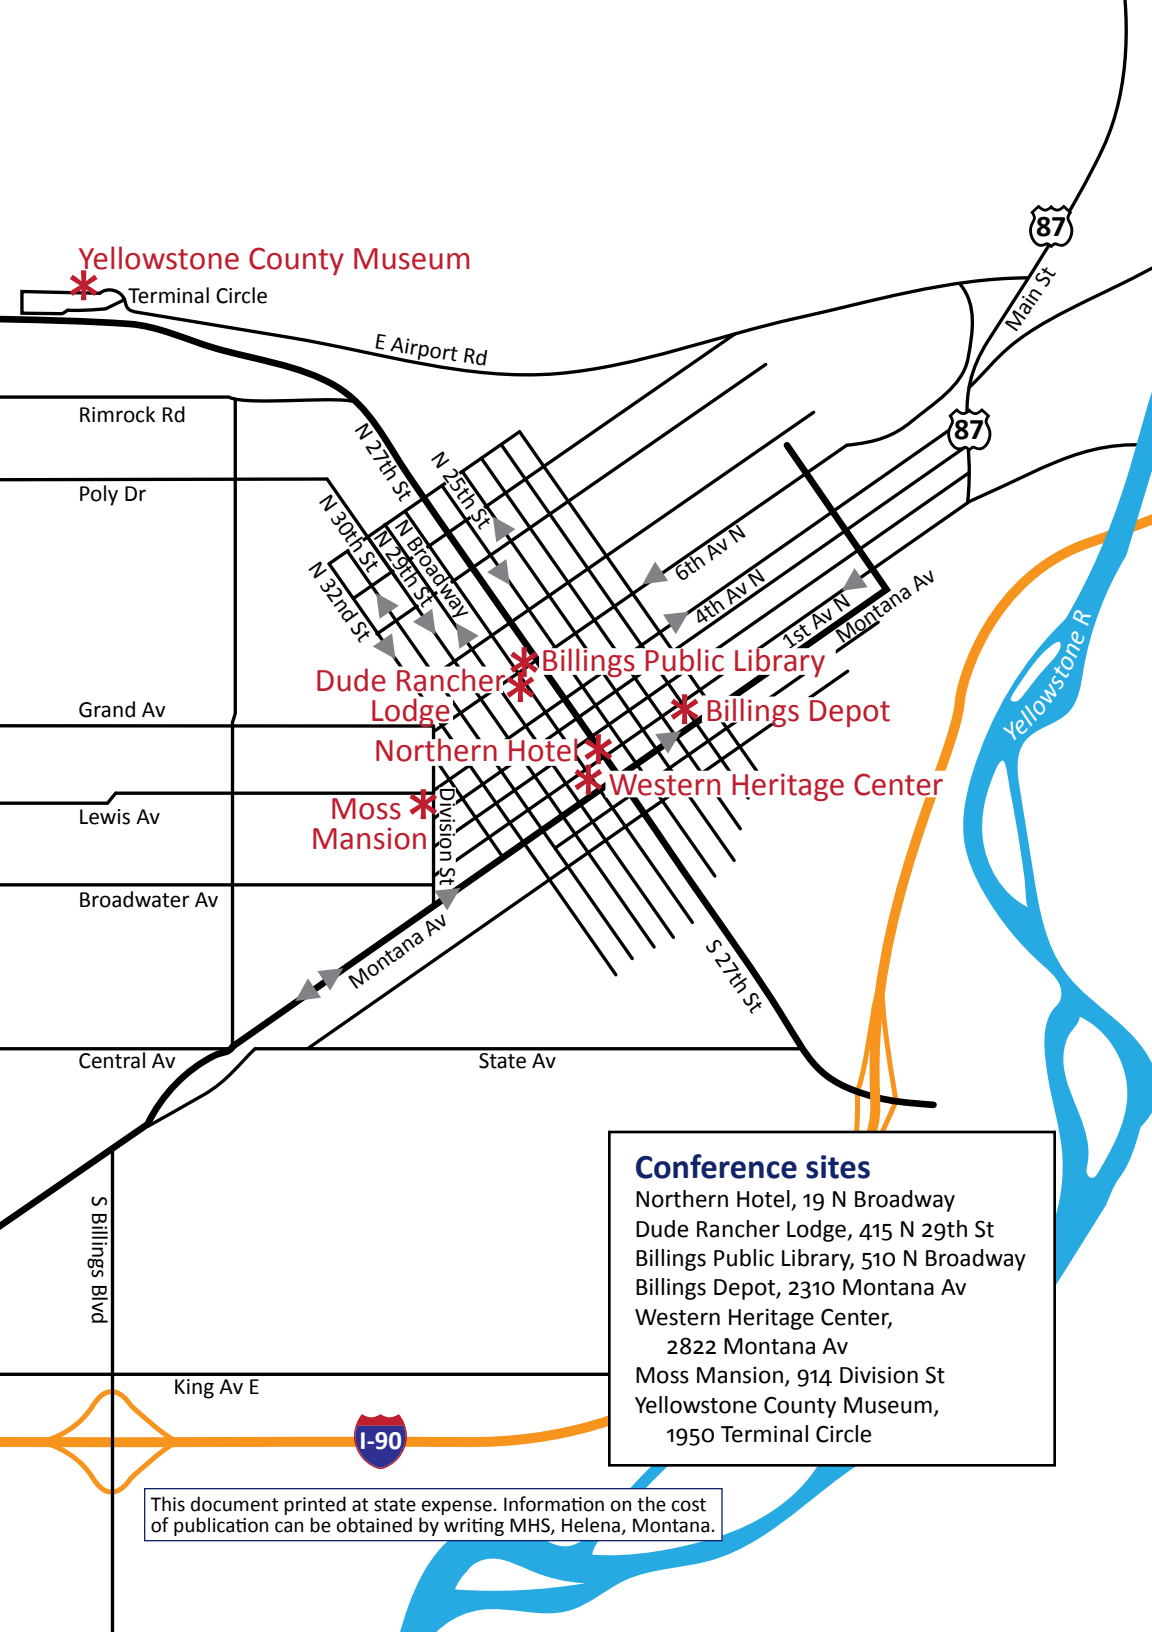 87
Yellowstone County Museum
Terminal Circle
Main St
E Airport Rd
Rimrock Rd
87
N 27th St
N 25th St
Poly Dr
N 30th St
N Broadway
N 29th St
N 32nd St
6th Av N
4th Av N
1st Av N
Montana Av
Yellowstone R
Billings Public Library
Dude Rancher
Lodge
Grand Av
Billings Depot
Northern Hotel
Western Heritage Center
Moss
Mansion
Division St
Lewis Av
Broadwater Av
Montana Av
S 27th St
Central Av
State Av
S Billings Blvd
King Av E
I-90
Conference sites
Northern Hotel, 19 N Broadway
Dude Rancher Lodge, 415 N 29th St
Billings Public Library, 510 N Broadway
Billings Depot, 2310 Montana Av
Western Heritage Center,
2822 Montana Av
Moss Mansion, 914 Division St
Yellowstone County Museum,
1950 Terminal Circle
This document printed at state expense. Information on the cost
of publication can be obtained by writing MHS, Helena, Montana.